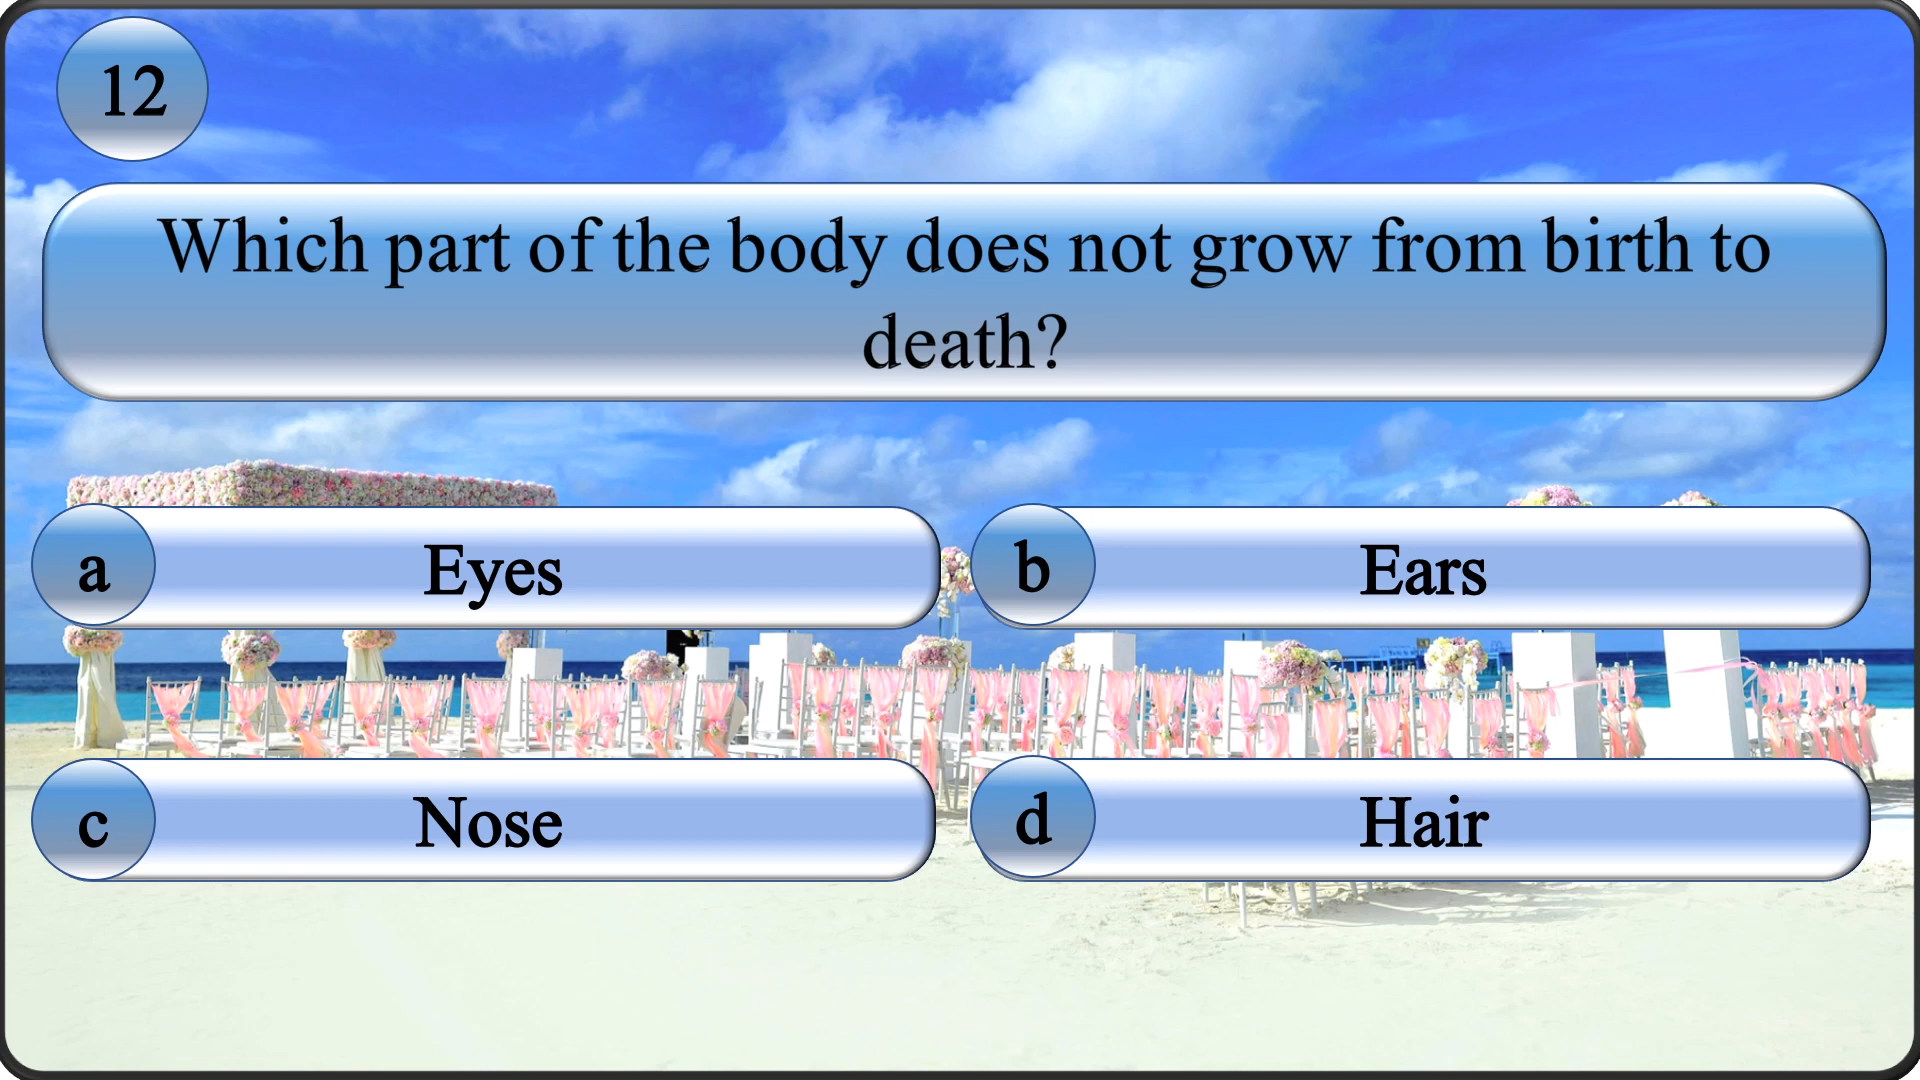 12
Which part of the body does not grow from birth to
death?
a Eyes
b Ears
c Nose
d Hair